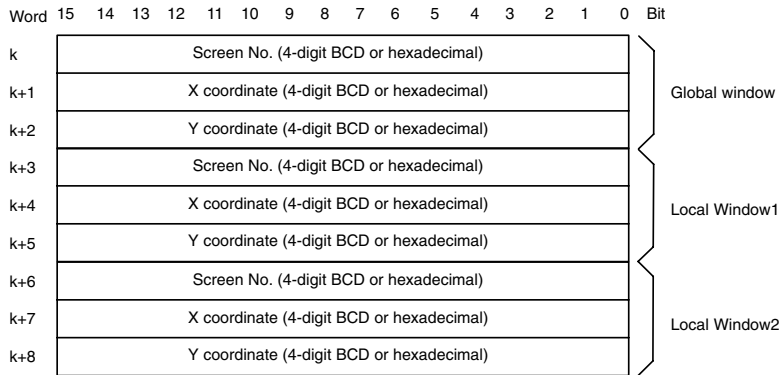 Word 15 14 13 12 11 10 9 8 7 6 5 4 3 2 1 0 Bit
k Screen No. (4-digit BCD or hexadecimal)
k+1 X coordinate (4-digit BCD or hexadecimal) Global window
k+2 Y coordinate (4-digit BCD or hexadecimal)
k+3 Screen No. (4-digit BCD or hexadecimal)
k+4 X coordinate (4-digit BCD or hexadecimal) Local Window1
k+5 Y coordinate (4-digit BCD or hexadecimal)
k+6 Screen No. (4-digit BCD or hexadecimal)
k+7 X coordinate (4-digit BCD or hexadecimal) Local Window2
k+8 Y coordinate (4-digit BCD or hexadecimal)